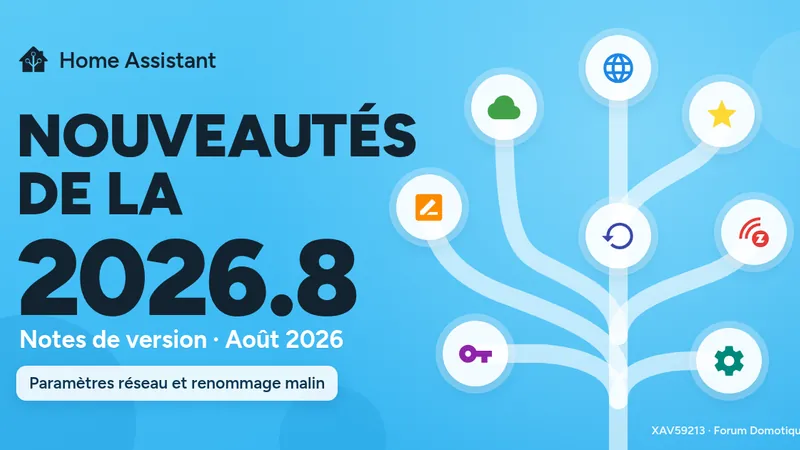 Home Assistant
NOUVEAUTÉS
DE LA
2026.8
Notes de version · Août 2026
Paramètres réseau et renommage malin
XAV59213 · Forum Domotiqu